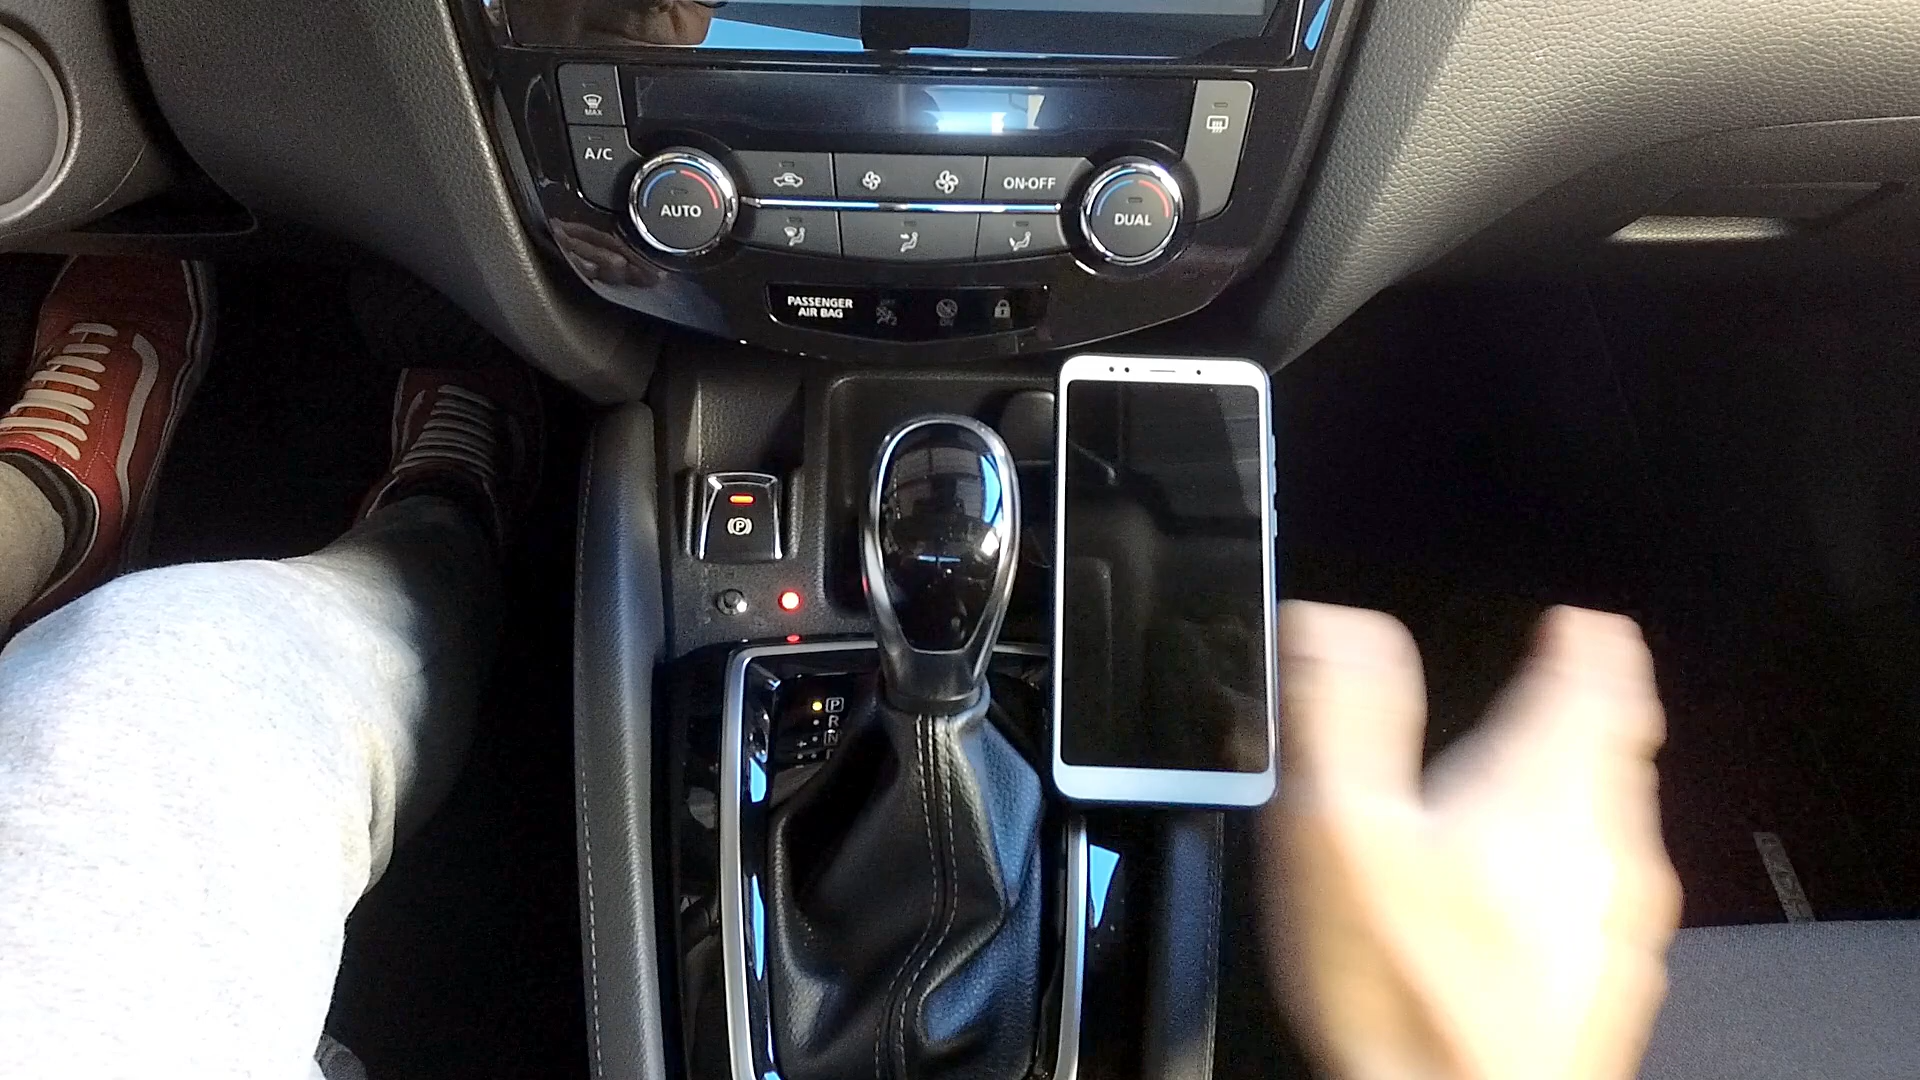 MAX
A/C
AUTO
ON·OFF
DUAL
PASSENGER
AIR BAG
P
P
R
N